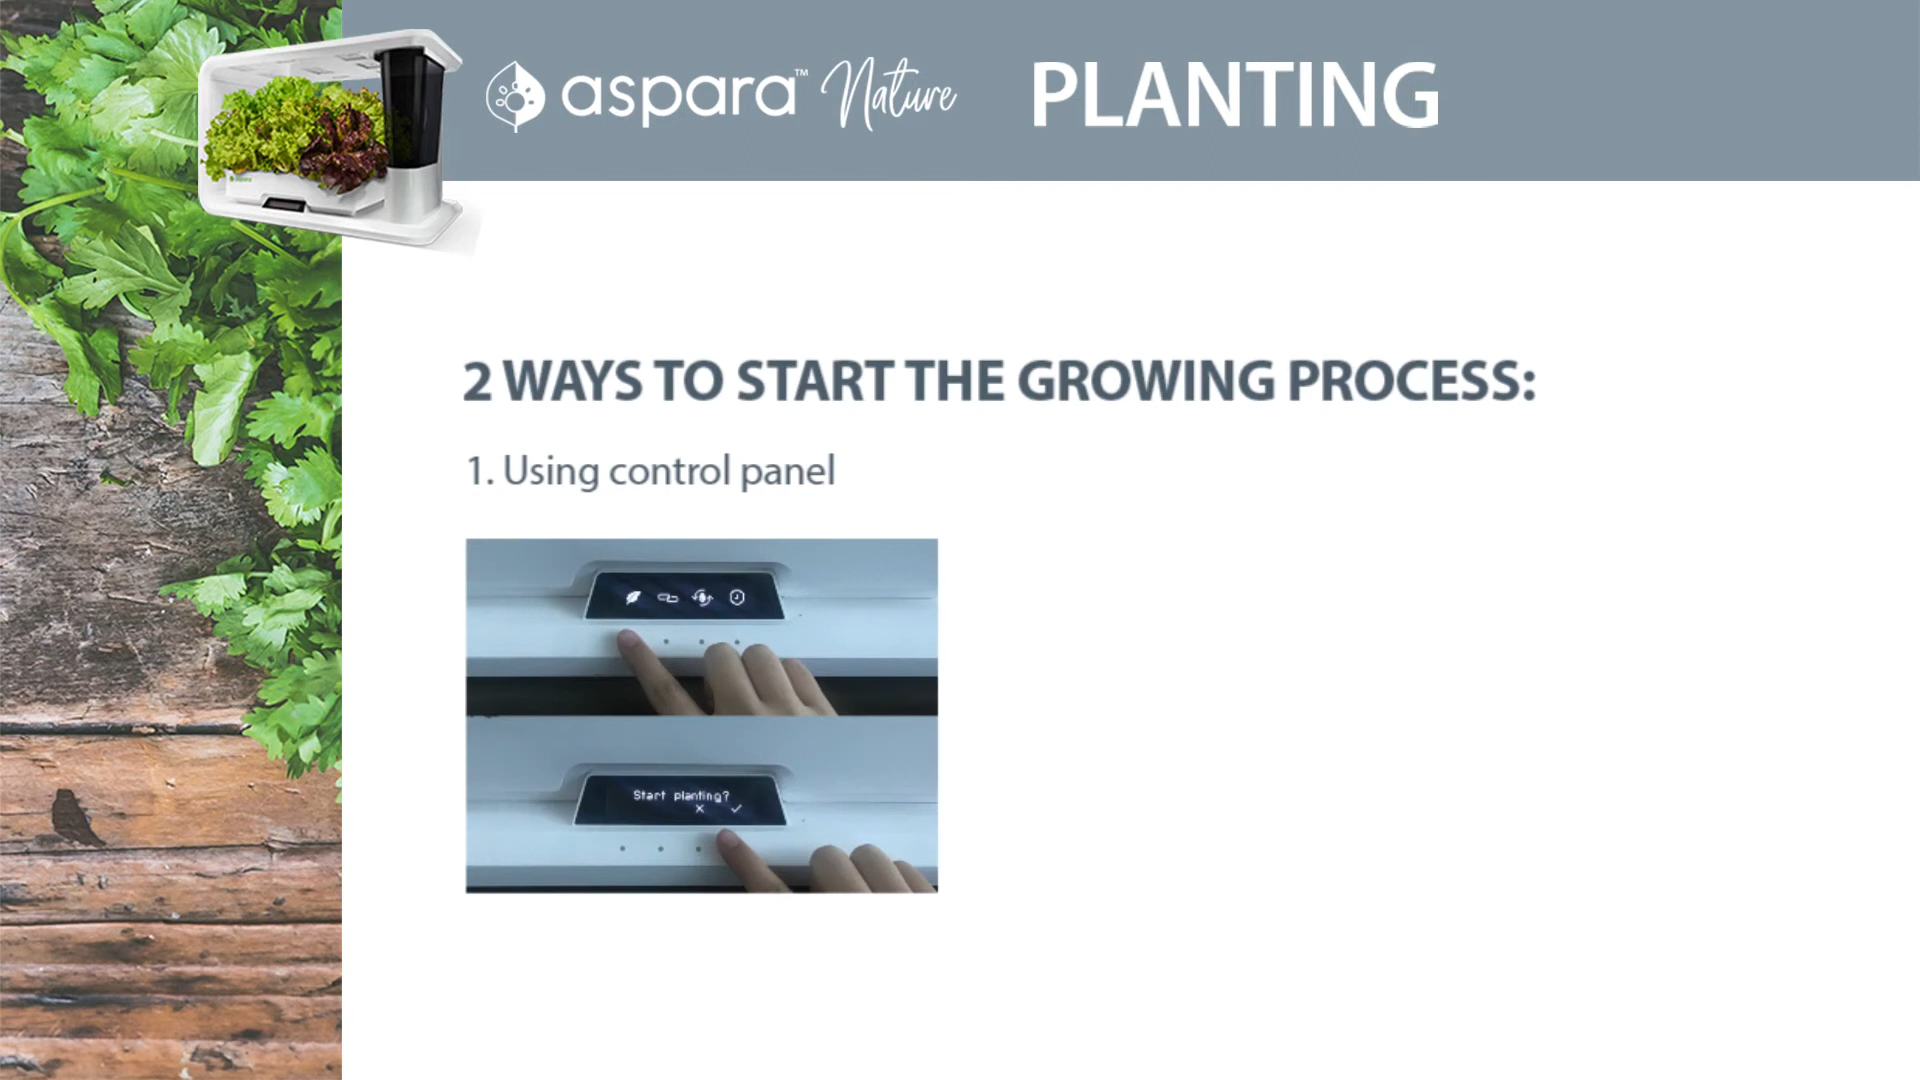 aspara™ Nature PLANTING
2 WAYS TO START THE GROWING PROCESS:
1. Using control panel
Start planting?